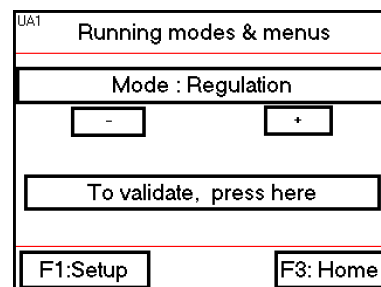 UA1
Running modes & menus
Mode : Regulation
- +
To validate, press here
F1:Setup F3: Home